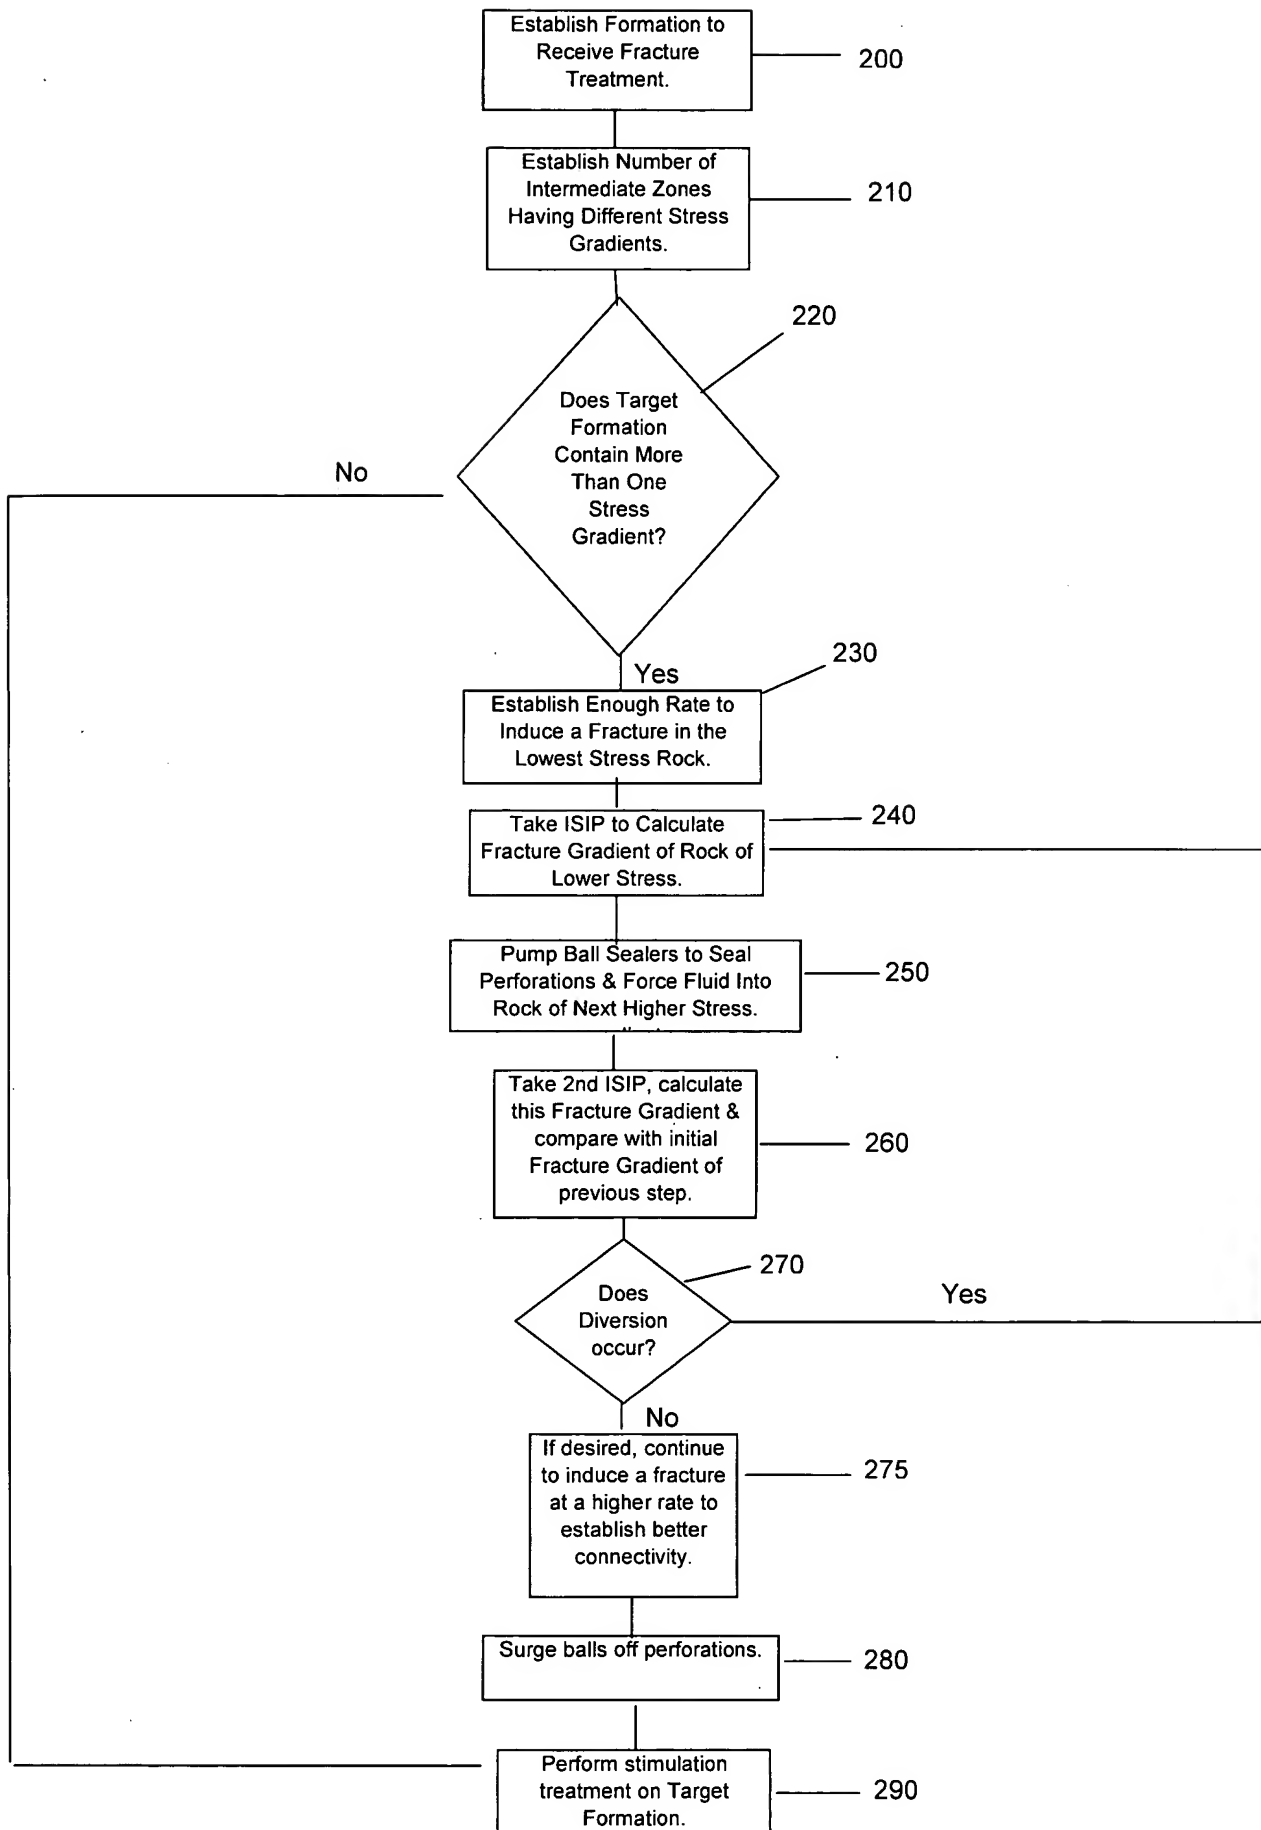 Establish Formation to
Receive Fracture
Treatment.
200
Establish Number of
Intermediate Zones
Having Different Stress
Gradients.
210
220
Does Target
Formation
Contain More
Than One
Stress
Gradient?
No
Yes
230
Establish Enough Rate to
Induce a Fracture in the
Lowest Stress Rock.
240
Take ISIP to Calculate
Fracture Gradient of Rock of
Lower Stress.
Pump Ball Sealers to Seal
Perforations & Force Fluid Into
Rock of Next Higher Stress.
250
Take 2nd ISIP, calculate
this Fracture Gradient &
compare with initial
Fracture Gradient of
previous step.
260
270
Does
Diversion
occur?
Yes
No
If desired, continue
to induce a fracture
at a higher rate to
establish better
connectivity.
275
Surge balls off perforations.
280
Perform stimulation
treatment on Target
Formation.
290